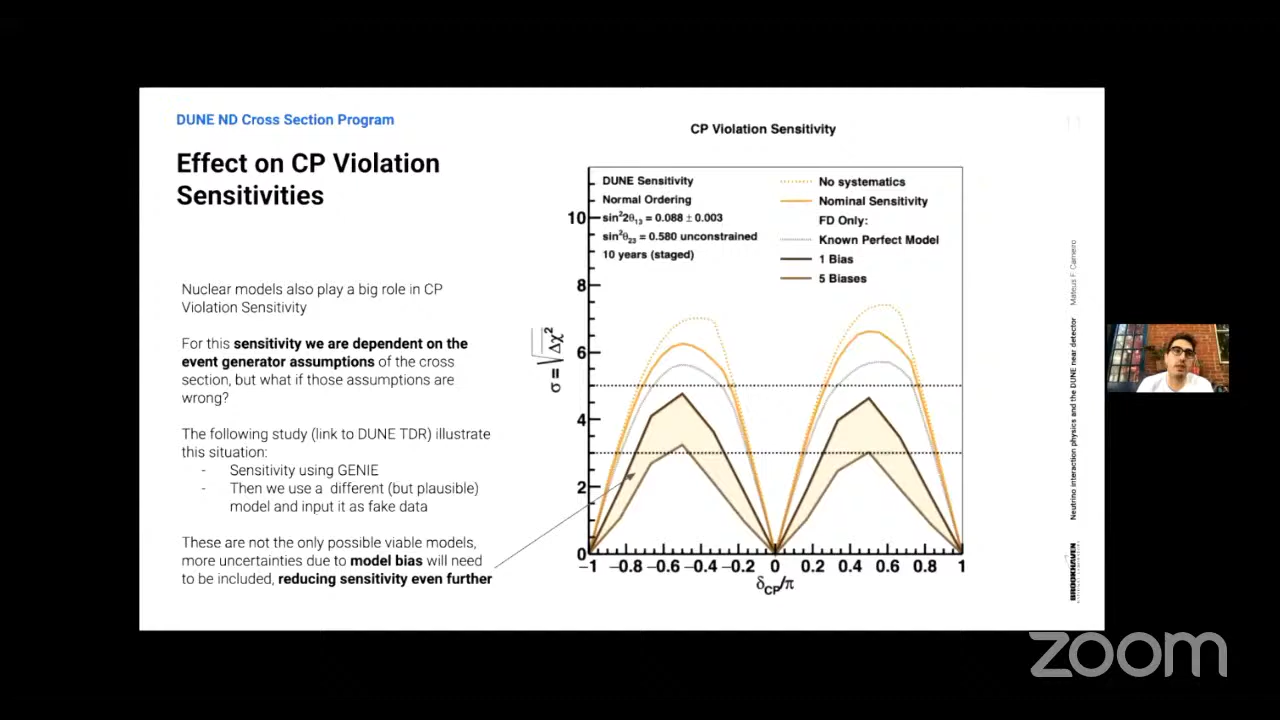 DUNE ND Cross Section Program
Effect on CP Violation
Sensitivities
Nuclear models also play a big role in CP
Violation Sensitivity
For this sensitivity we are dependent on the
event generator assumptions of the cross
section, but what if those assumptions are
wrong?
The following study (link to DUNE TDR) illustrate
this situation:
- Sensitivity using GENIE
- Then we use a different (but plausible)
model and input it as fake data
These are not the only possible viable models,
more uncertainties due to model bias will need
to be included, reducing sensitivity even further
CP Violation Sensitivity
DUNE Sensitivity
Normal Ordering
sin²2θ₁₃ = 0.088 ± 0.003
sin²θ₂₃ = 0.580 unconstrained
10 years (staged)
No systematics
Nominal Sensitivity
FD Only:
Known Perfect Model
1 Bias
5 Biases
10
8
6
4
2
0
σ = √Δχ²
−1 −0.8 −0.6 −0.4 −0.2 0 0.2 0.4 0.6 0.8 1
δCP/π
11
Neutrino interaction physics and the DUNE near detector Mateus F. Carneiro
BROOKHAVEN
zoom